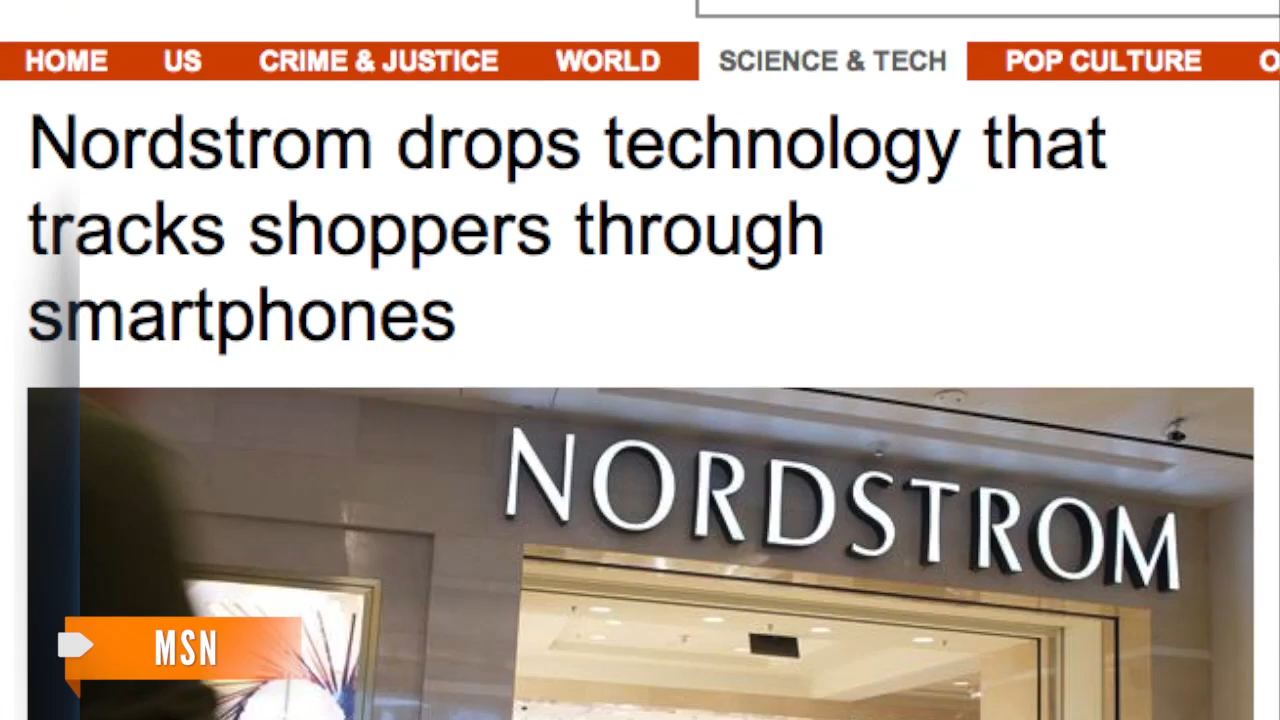 HOME US CRIME & JUSTICE WORLD SCIENCE & TECH POP CULTURE
Nordstrom drops technology that
tracks shoppers through
smartphones
NORDSTROM
MSN